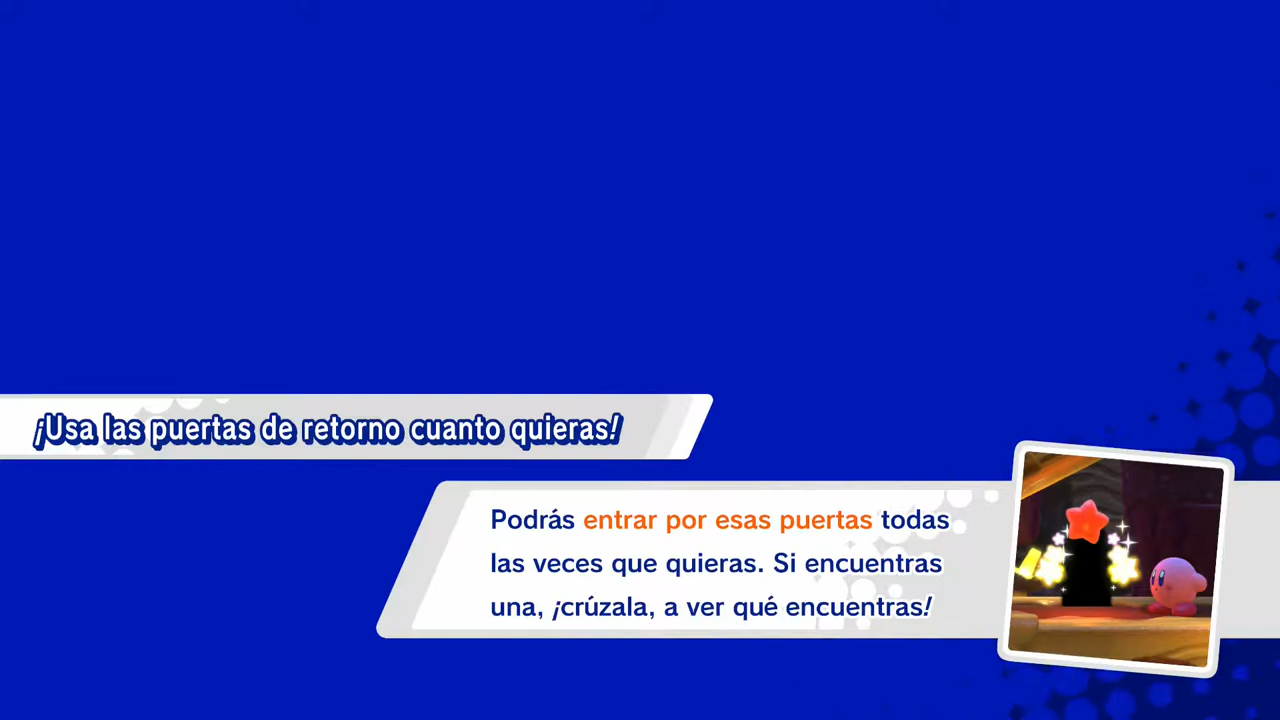 ¡Usa las puertas de retorno cuanto quieras!
Podrás entrar por esas puertas todas
las veces que quieras. Si encuentras
una, ¡crúzala, a ver qué encuentras!